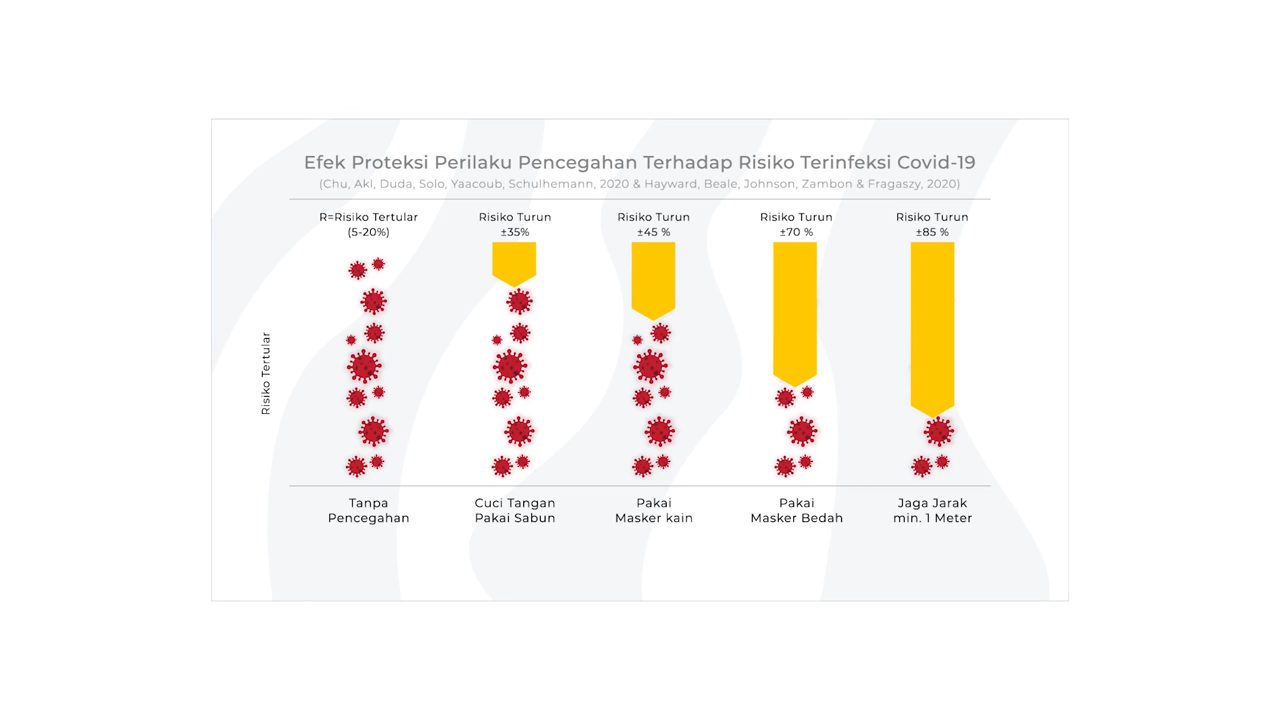 Efek Proteksi Perilaku Pencegahan Terhadap Risiko Terinfeksi Covid-19
(Chu, Akl, Duda, Solo, Yaacoub, Schulhemann, 2020 & Hayward, Beale, Johnson, Zambon & Fragaszy, 2020)
R=Risiko Tertular
(5-20%)
Risiko Turun
±35%
Risiko Turun
±45 %
Risiko Turun
±70 %
Risiko Turun
±85 %
Risiko Tertular
Tanpa
Pencegahan
Cuci Tangan
Pakai Sabun
Pakai
Masker kain
Pakai
Masker Bedah
Jaga Jarak
min. 1 Meter